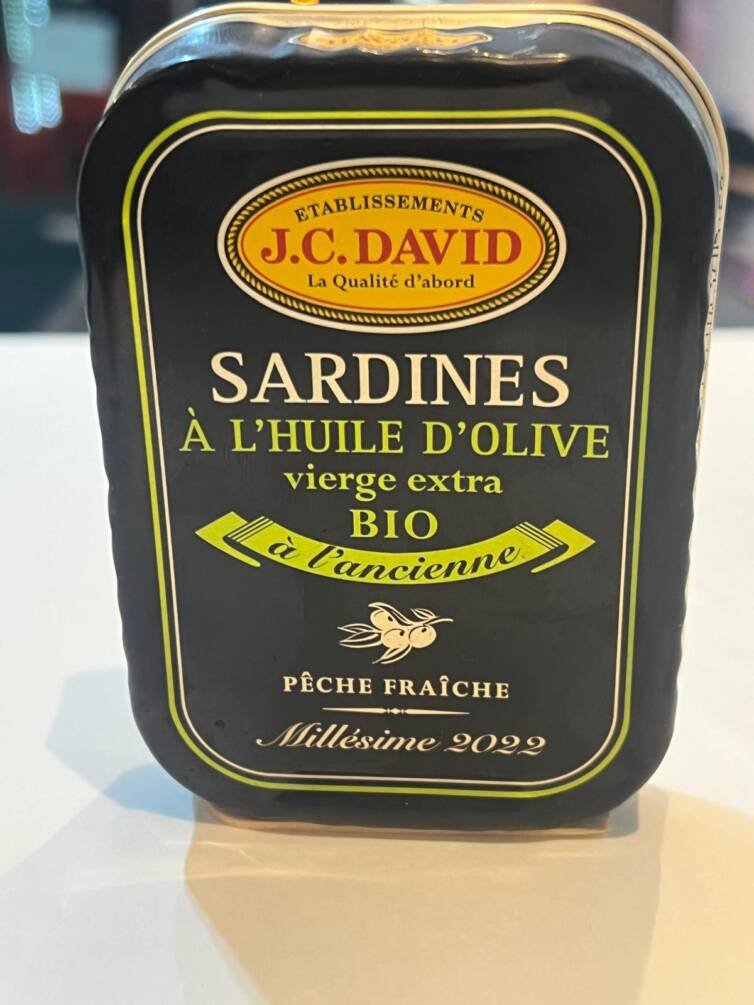 ETABLISSEMENTS
J.C. DAVID
La Qualité d'abord
SARDINES
À L'HUILE D'OLIVE
vierge extra
BIO
à l'ancienne
PÊCHE FRAÎCHE
Millésime 2022